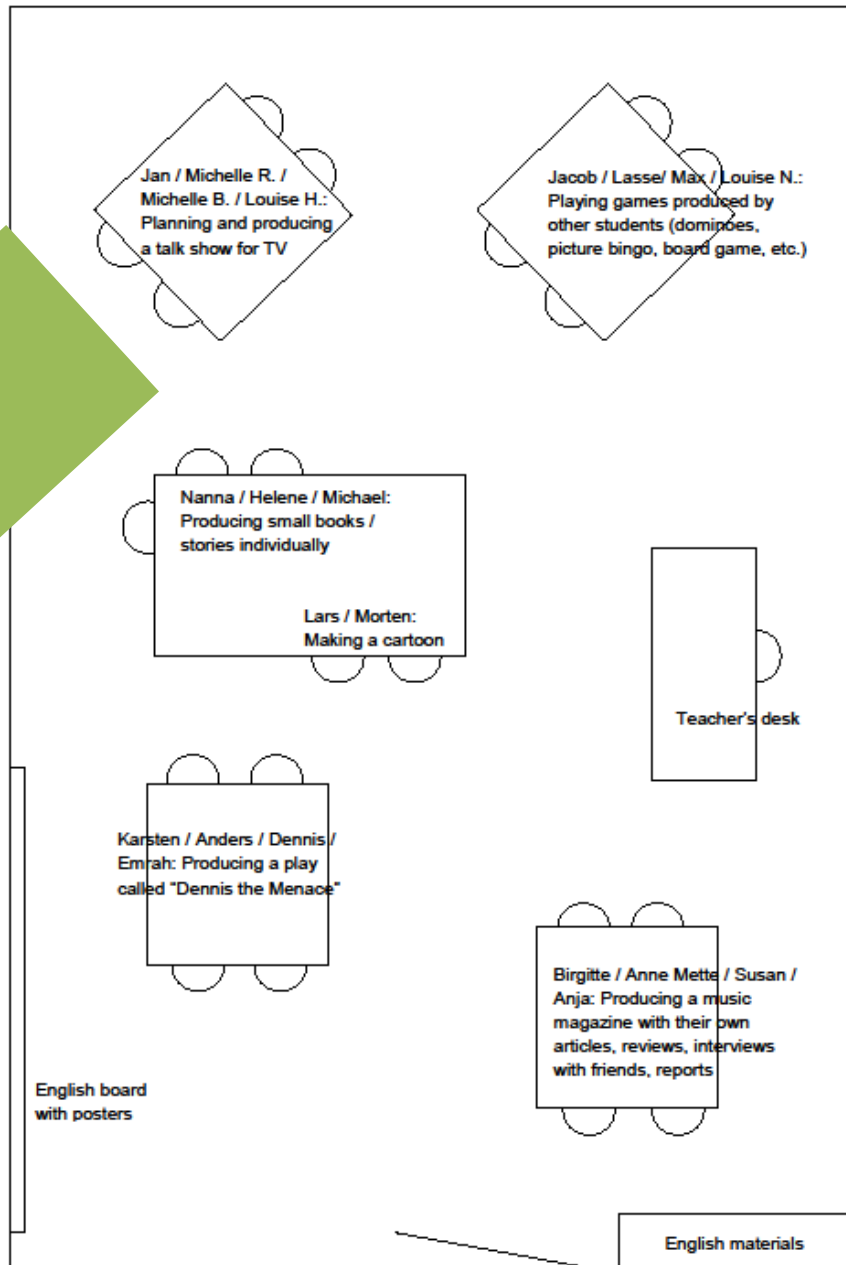 Jan / Michelle R. /
Michelle B. / Louise H.:
Planning and producing
a talk show for TV
Jacob / Lasse/ Max / Louise N.:
Playing games produced by
other students (dominoes,
picture bingo, board game, etc.)
Nanna / Helene / Michael:
Producing small books /
stories individually
Lars / Morten:
Making a cartoon
Teacher's desk
Karsten / Anders / Dennis /
Emrah: Producing a play
called "Dennis the Menace"
Birgitte / Anne Mette / Susan /
Anja: Producing a music
magazine with their own
articles, reviews, interviews
with friends, reports
English board
with posters
English materials